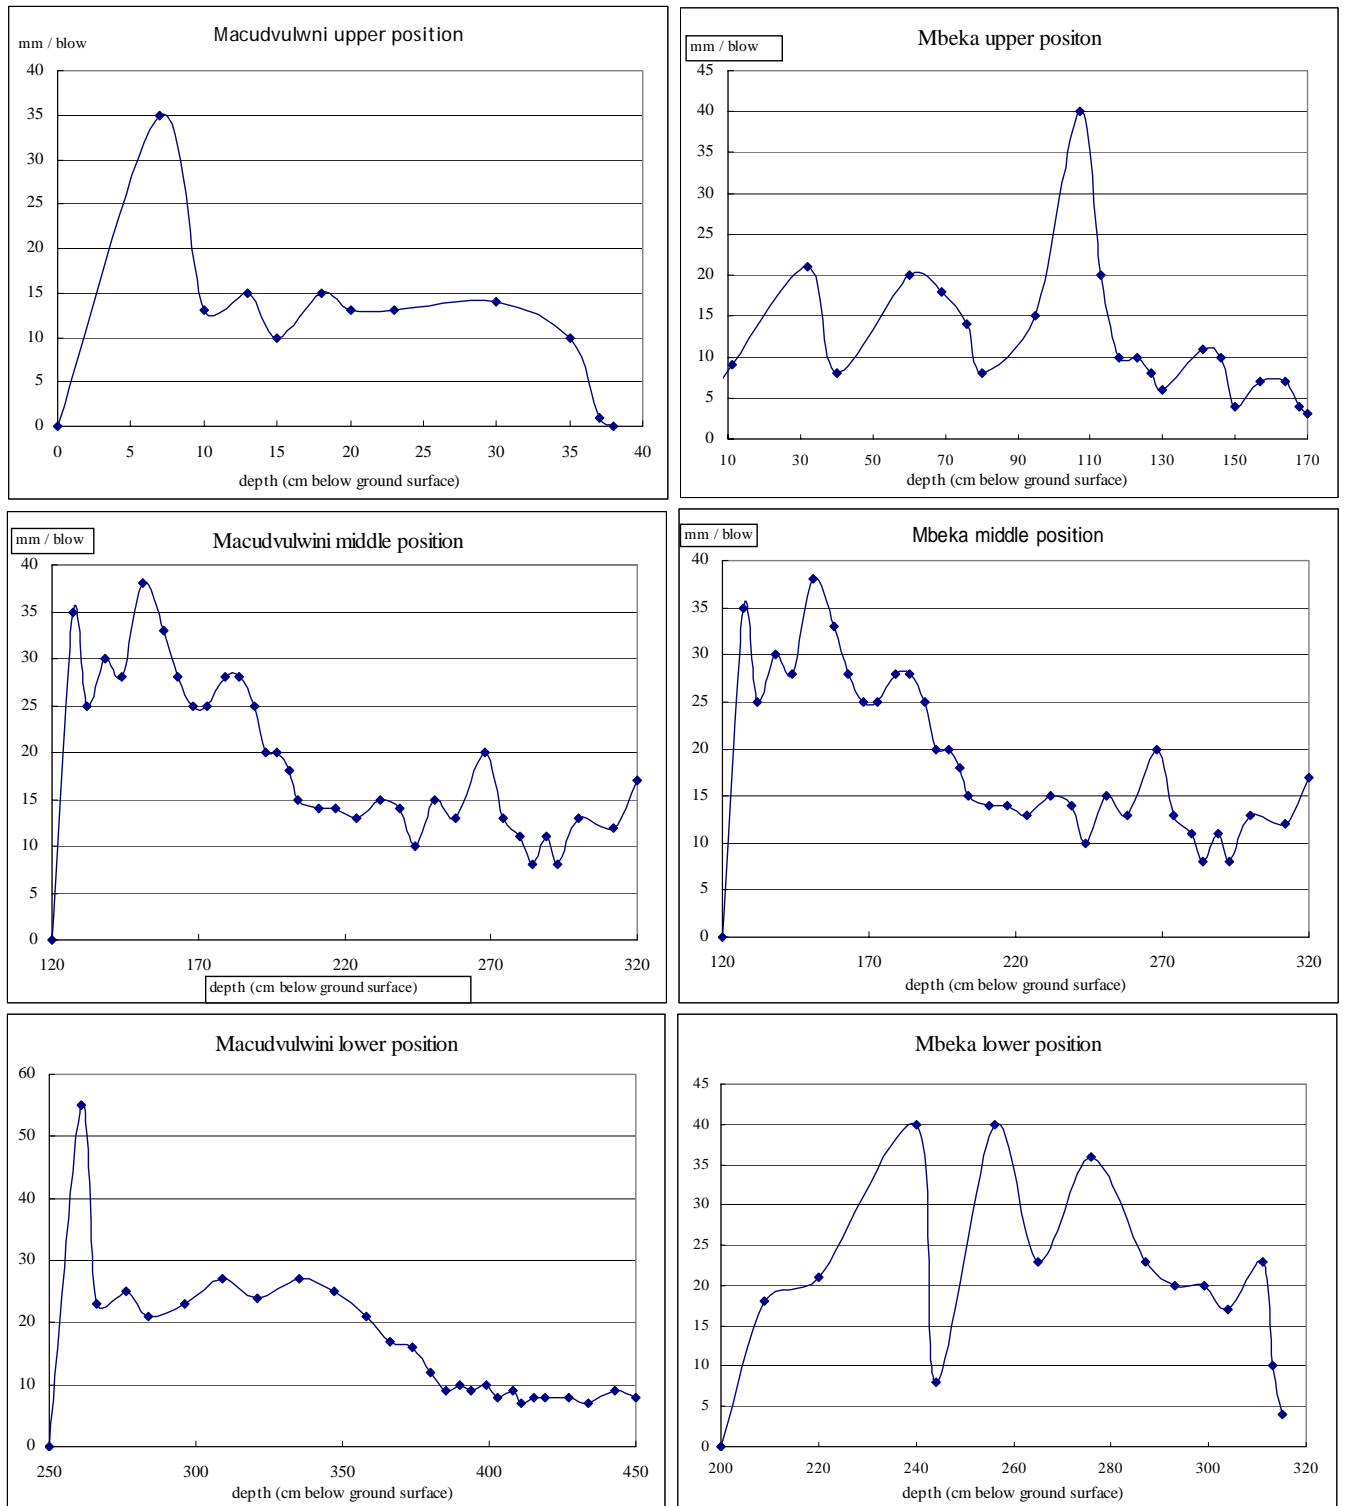 Macudvulwni upper position
mm / blow
40
35
30
25
20
15
10
5
0
0 5 10 15 20 25 30 35 40
depth (cm below ground surface)
Mbeka upper positon
mm / blow
45
40
35
30
25
20
15
10
5
0
10 30 50 70 90 110 130 150 170
depth (cm below ground surface)
Macudvulwini middle position
mm / blow
40
35
30
25
20
15
10
5
0
120 170 220 270 320
depth (cm below ground surface)
Mbeka middle position
mm / blow
40
35
30
25
20
15
10
5
0
120 170 220 270 320
depth (cm below ground surface)
Macudvulwini lower position
60
50
40
30
20
10
0
250 300 350 400 450
depth (cm below ground surface)
Mbeka lower position
45
40
35
30
25
20
15
10
5
0
200 220 240 260 280 300 320
depth (cm below ground surface)